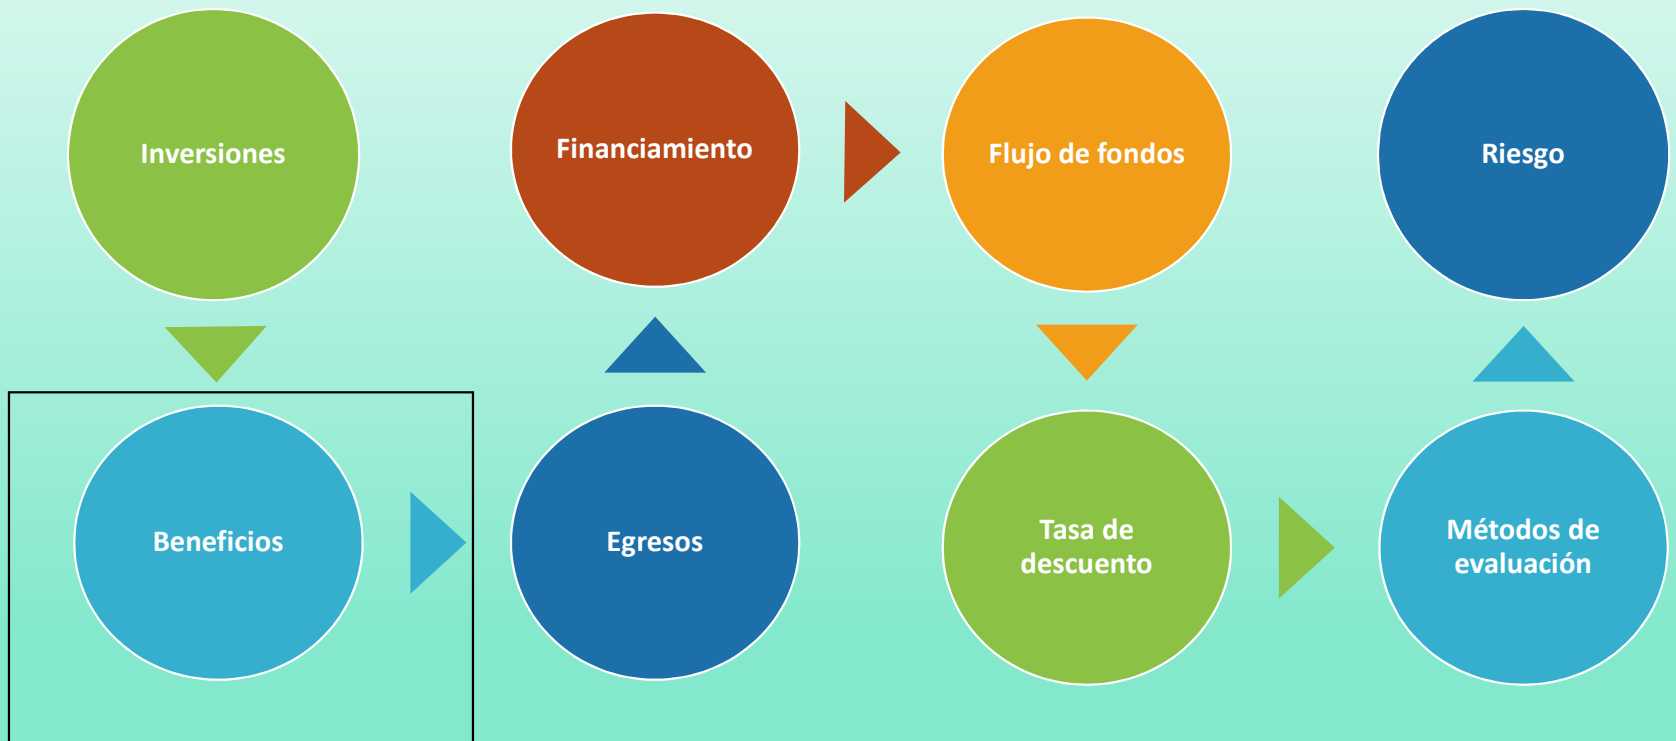 Inversiones
Financiamiento
Flujo de fondos
Riesgo
Beneficios
Egresos
Tasa de
descuento
Métodos de
evaluación